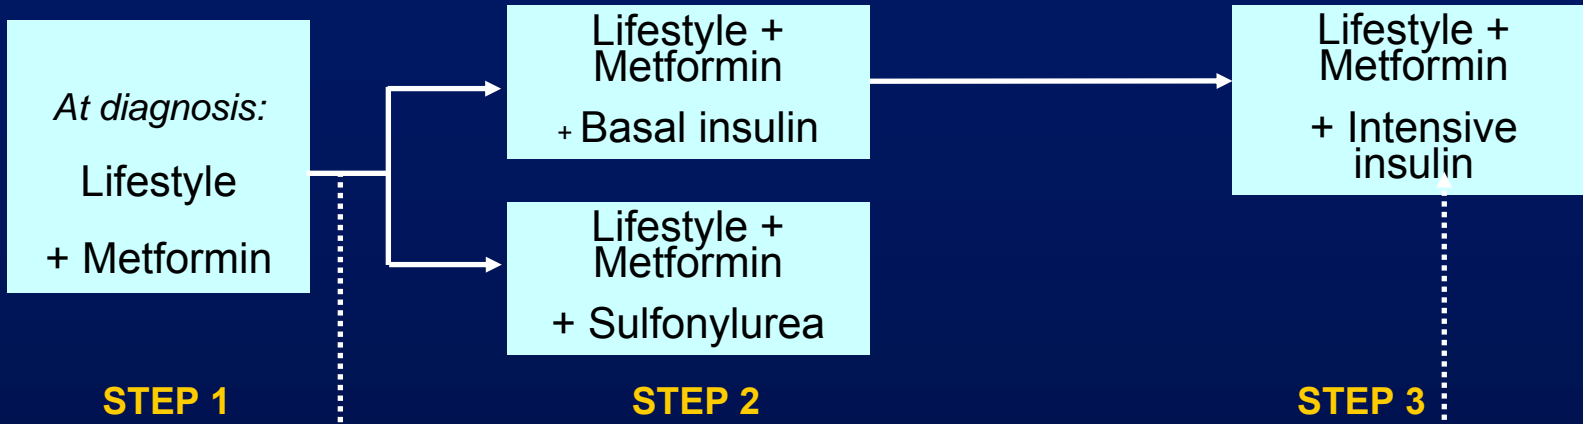 At diagnosis:
Lifestyle
+ Metformin
Lifestyle +
Metformin
+ Basal insulin
Lifestyle +
Metformin
+ Sulfonylurea
Lifestyle +
Metformin
+ Intensive
insulin
STEP 1
STEP 2
STEP 3